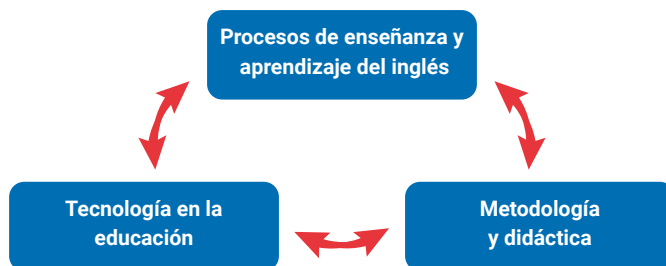 Procesos de enseñanza y
aprendizaje del inglés
Tecnología en la
educación
Metodología
y didáctica